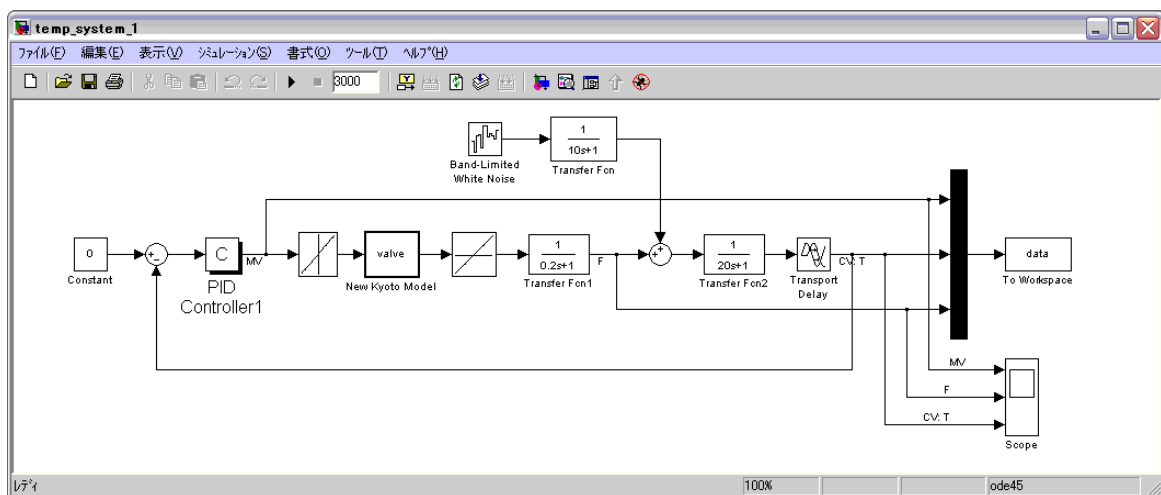 temp_system_1
ファイル(F) 編集(E) 表示(V) シミュレーション(S) 書式(O) ツール(T) ヘルプ(H)
3000
Band-Limited
White Noise
1
10s+1
Transfer Fcn
0
Constant
+
-
C
PID
Controller1
MV
valve
New Kyoto Model
1
0.2s+1
Transfer Fcn1
F
+
+
1
20s+1
Transfer Fcn2
Transport
Delay
CV: T
data
To Workspace
MV
F
CV: T
Scope
レディ
100%
ode45